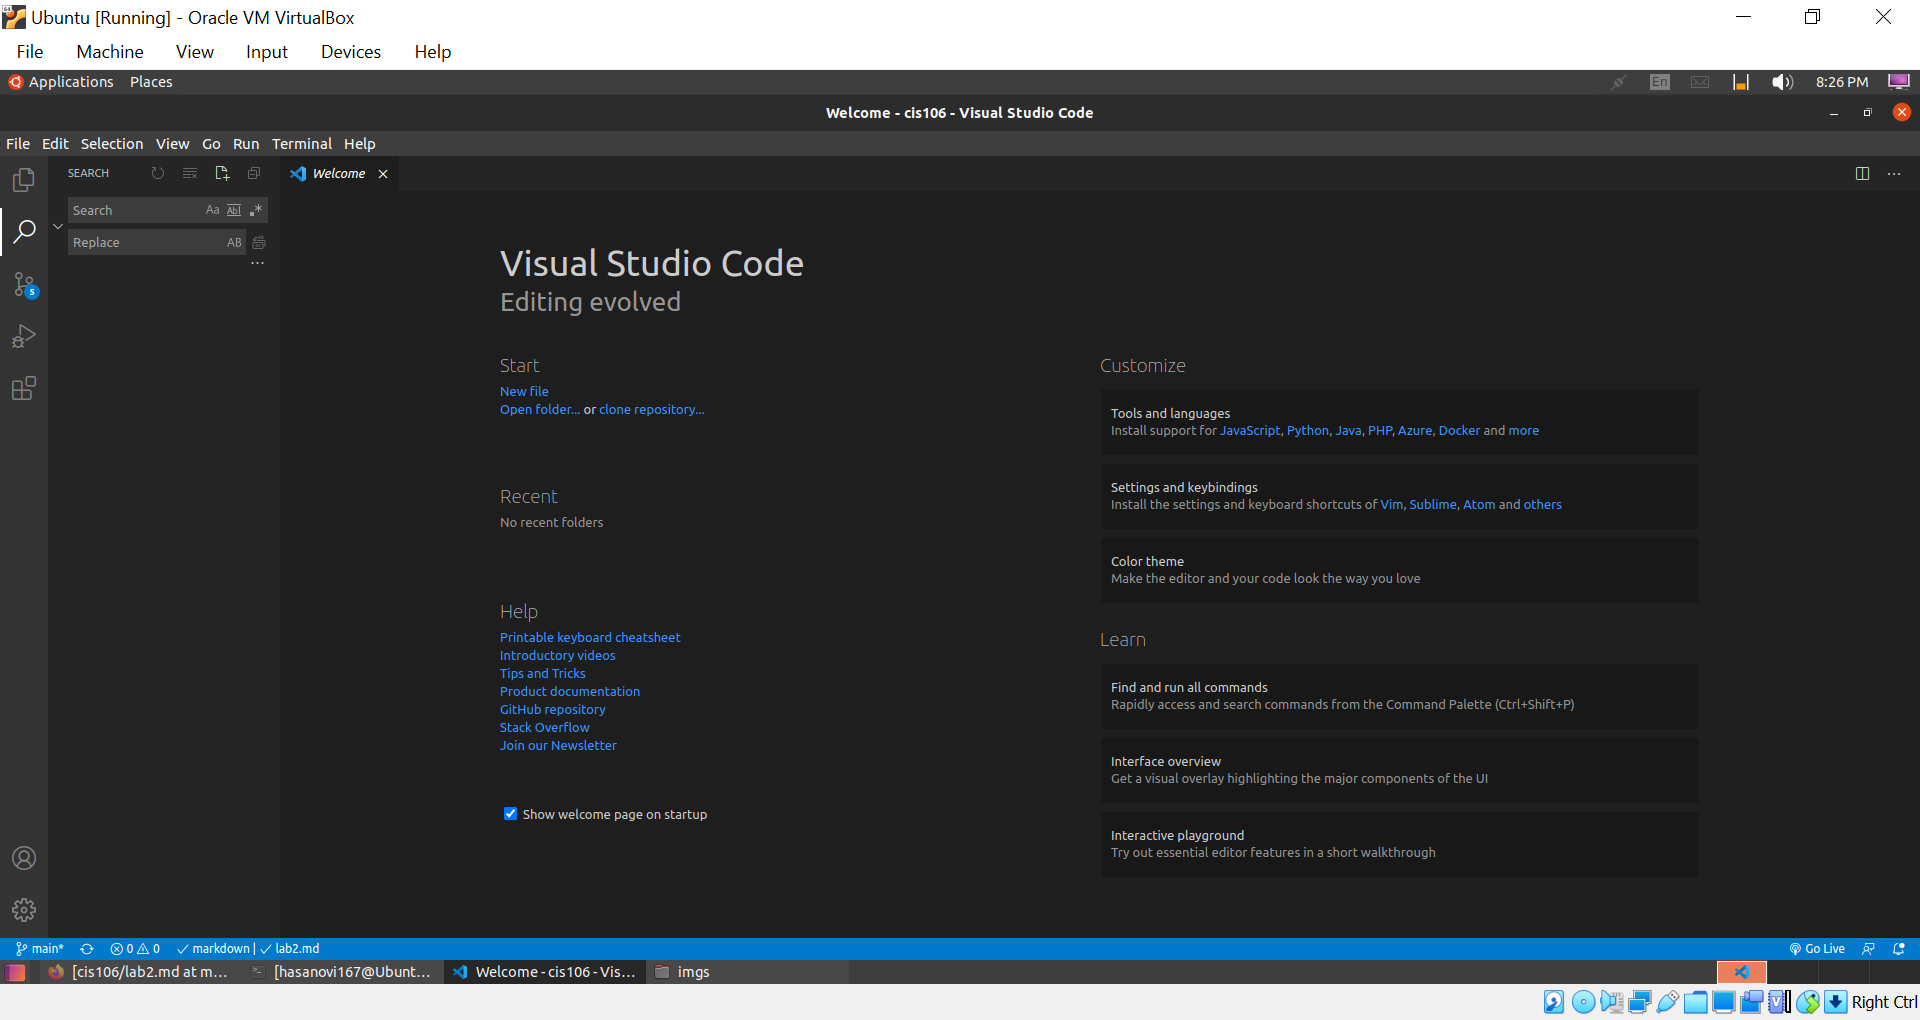 Ubuntu [Running] - Oracle VM VirtualBox
File Machine View Input Devices Help
Applications Places
En
8:26 PM
Welcome - cis106 - Visual Studio Code
File Edit Selection View Go Run Terminal Help
SEARCH
Welcome
Search
Aa Abl .*
Replace
AB
...
5
Visual Studio Code
Editing evolved
Start
New file
Open folder... or clone repository...
Recent
No recent folders
Help
Printable keyboard cheatsheet
Introductory videos
Tips and Tricks
Product documentation
GitHub repository
Stack Overflow
Join our Newsletter
Show welcome page on startup
Customize
Tools and languages
Install support for JavaScript, Python, Java, PHP, Azure, Docker and more
Settings and keybindings
Install the settings and keyboard shortcuts of Vim, Sublime, Atom and others
Color theme
Make the editor and your code look the way you love
Learn
Find and run all commands
Rapidly access and search commands from the Command Palette (Ctrl+Shift+P)
Interface overview
Get a visual overlay highlighting the major components of the UI
Interactive playground
Try out essential editor features in a short walkthrough
main* 0 0 markdown | lab2.md
Go Live
[cis106/lab2.md at m... [hasanovi167@Ubunt... Welcome - cis106 - Vis... imgs
Right Ctrl